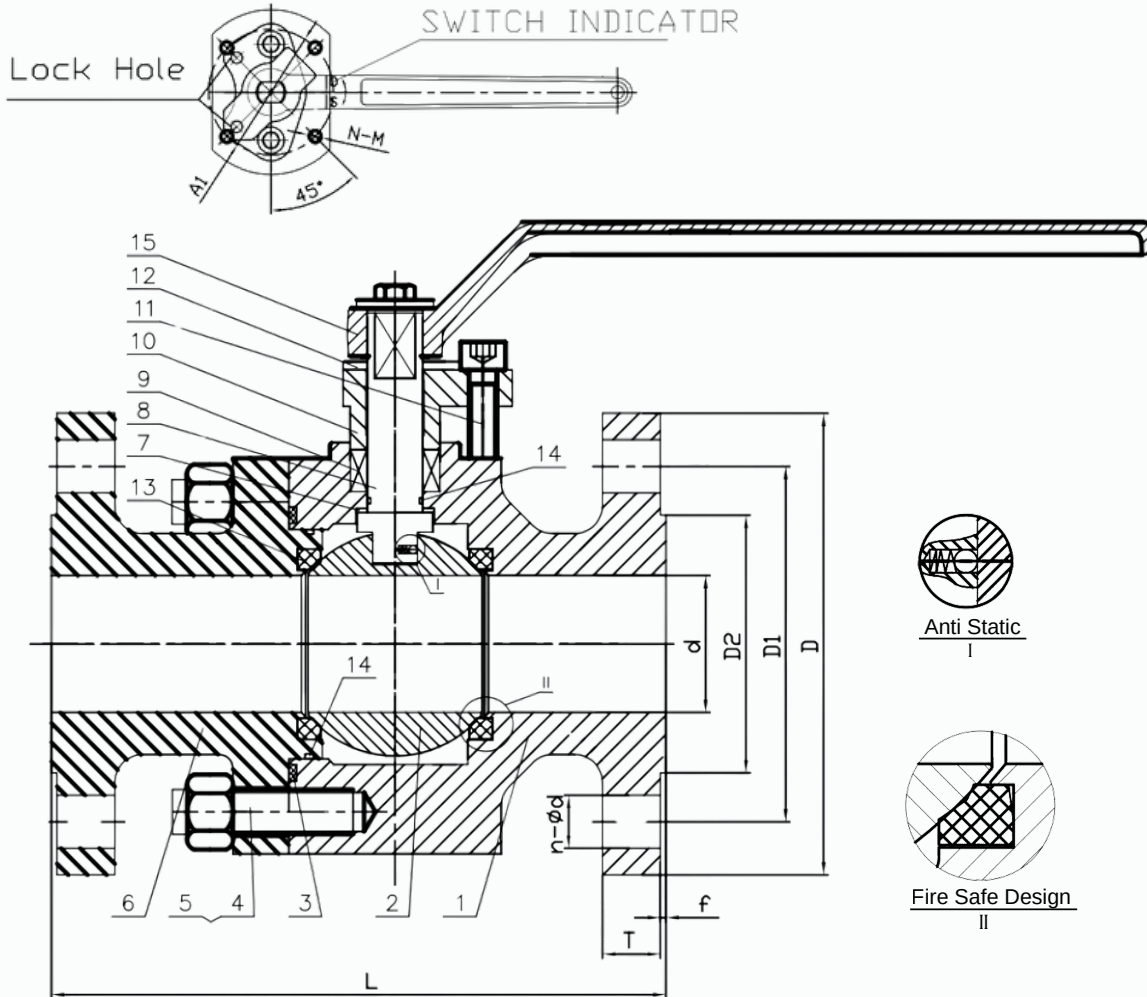 SWITCH INDICATOR
Lock Hole
N-M
A1
45°
15
12
11
10
9
8
7
13
14
I
14
II
d
D2
D1
D
n-Ød
Anti Static
I
Fire Safe Design
II
6
5
4
3
2
1
T
f
L